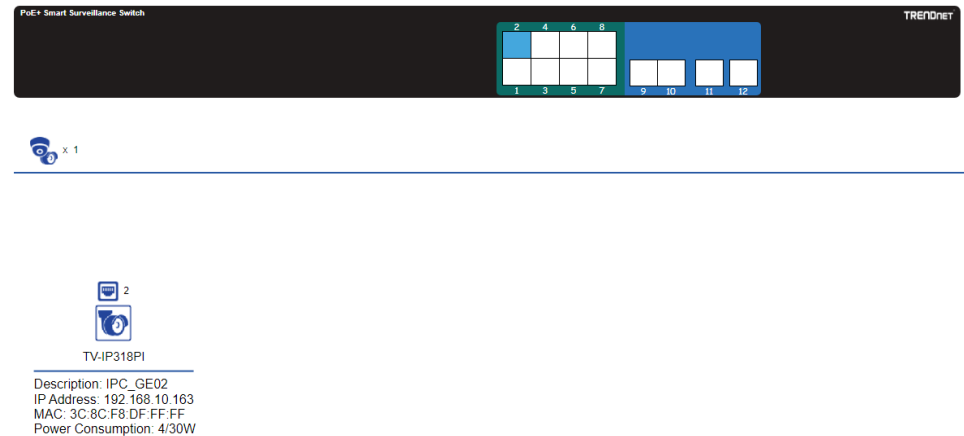 PoE+ Smart Surveillance Switch
TRENDnET
2 4 6 8
1 3 5 7 9 10 11 12
x 1
2
TV-IP318PI
Description: IPC_GE02
IP Address: 192.168.10.163
MAC: 3C:8C:F8:DF:FF:FF
Power Consumption: 4/30W